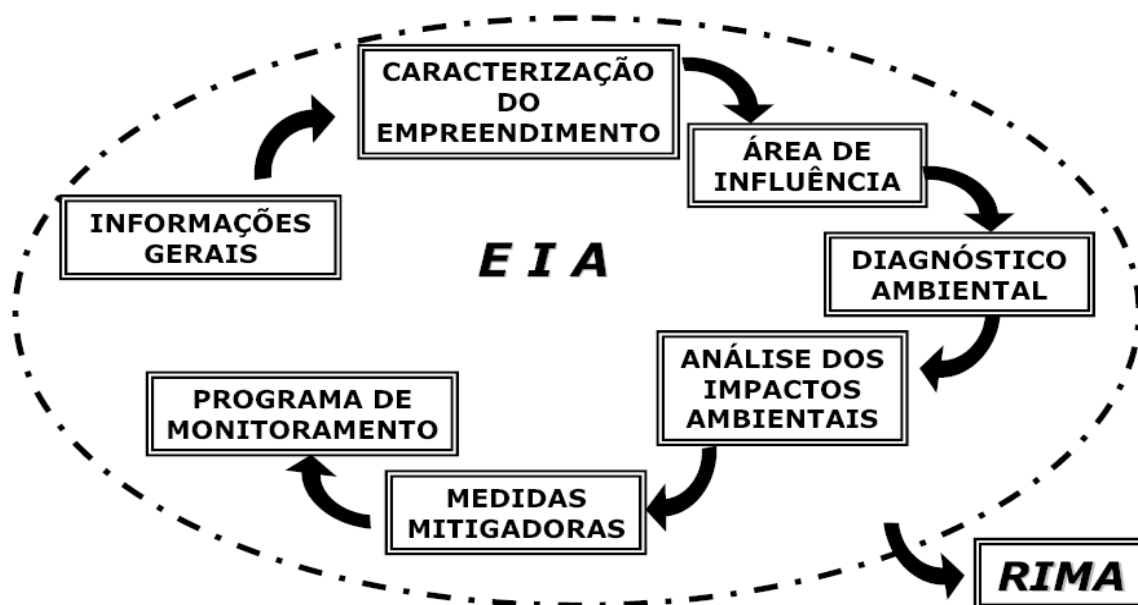 CARACTERIZAÇÃO
DO
EMPREENDIMENTO
ÁREA DE
INFLUÊNCIA
INFORMAÇÕES
GERAIS
E I A
DIAGNÓSTICO
AMBIENTAL
ANÁLISE DOS
IMPACTOS
AMBIENTAIS
PROGRAMA DE
MONITORAMENTO
MEDIDAS
MITIGADORAS
RIMA